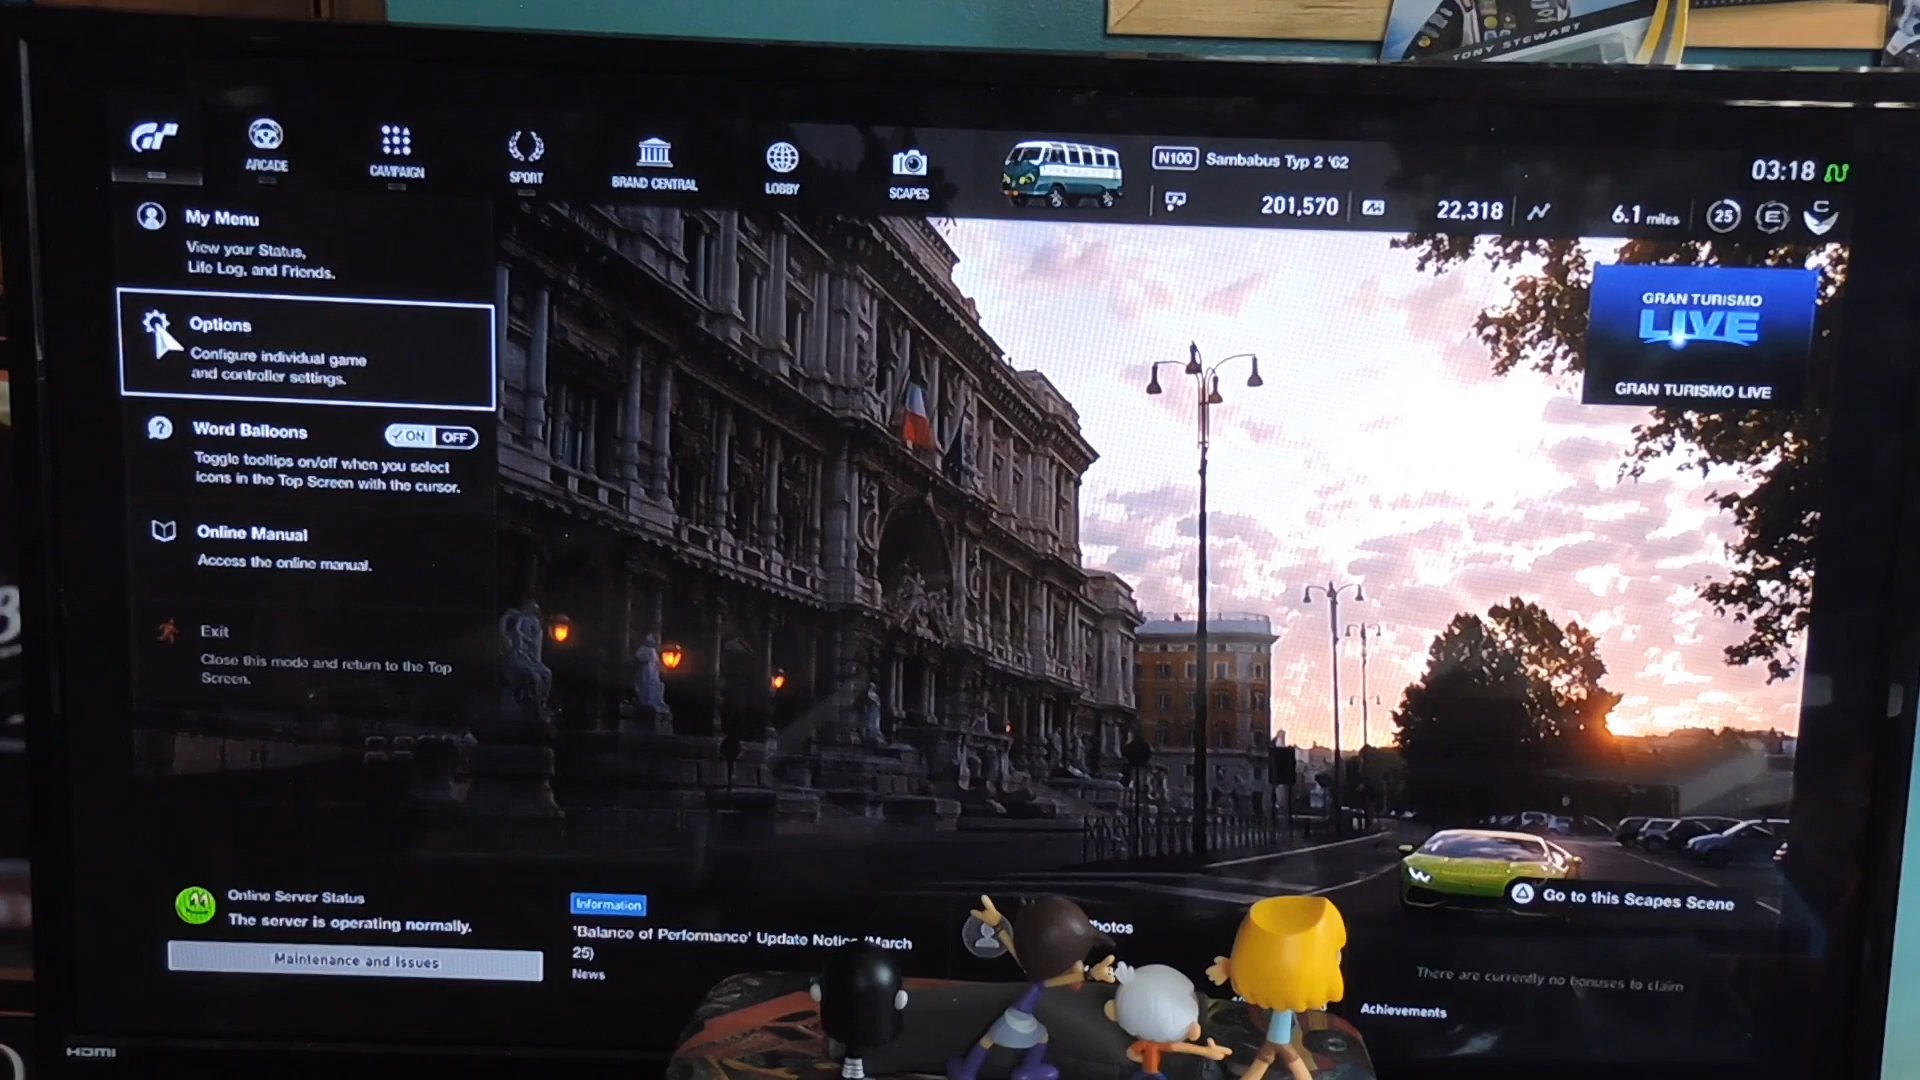 TONY STEWART
GT
ARCADE
CAMPAIGN
SPORT
BRAND CENTRAL
LOBBY
SCAPES
N100 Sambabus Typ 2 '62
201,570
22,318
6.1 miles
25
E
C
03:18
My Menu
View your Status,
Life Log, and Friends.
Options
Configure individual game
and controller settings.
Word Balloons
ON OFF
Toggle tooltips on/off when you select
icons in the Top Screen with the cursor.
Online Manual
Access the online manual.
Exit
Close this mode and return to the Top
Screen.
GRAN TURISMO
LIVE
GRAN TURISMO LIVE
Go to this Scapes Scene
Online Server Status
The server is operating normally.
Maintenance and Issues
Information
'Balance of Performance' Update Notice (March
25)
News
There are currently no bonuses to claim
Achievements
HDMI